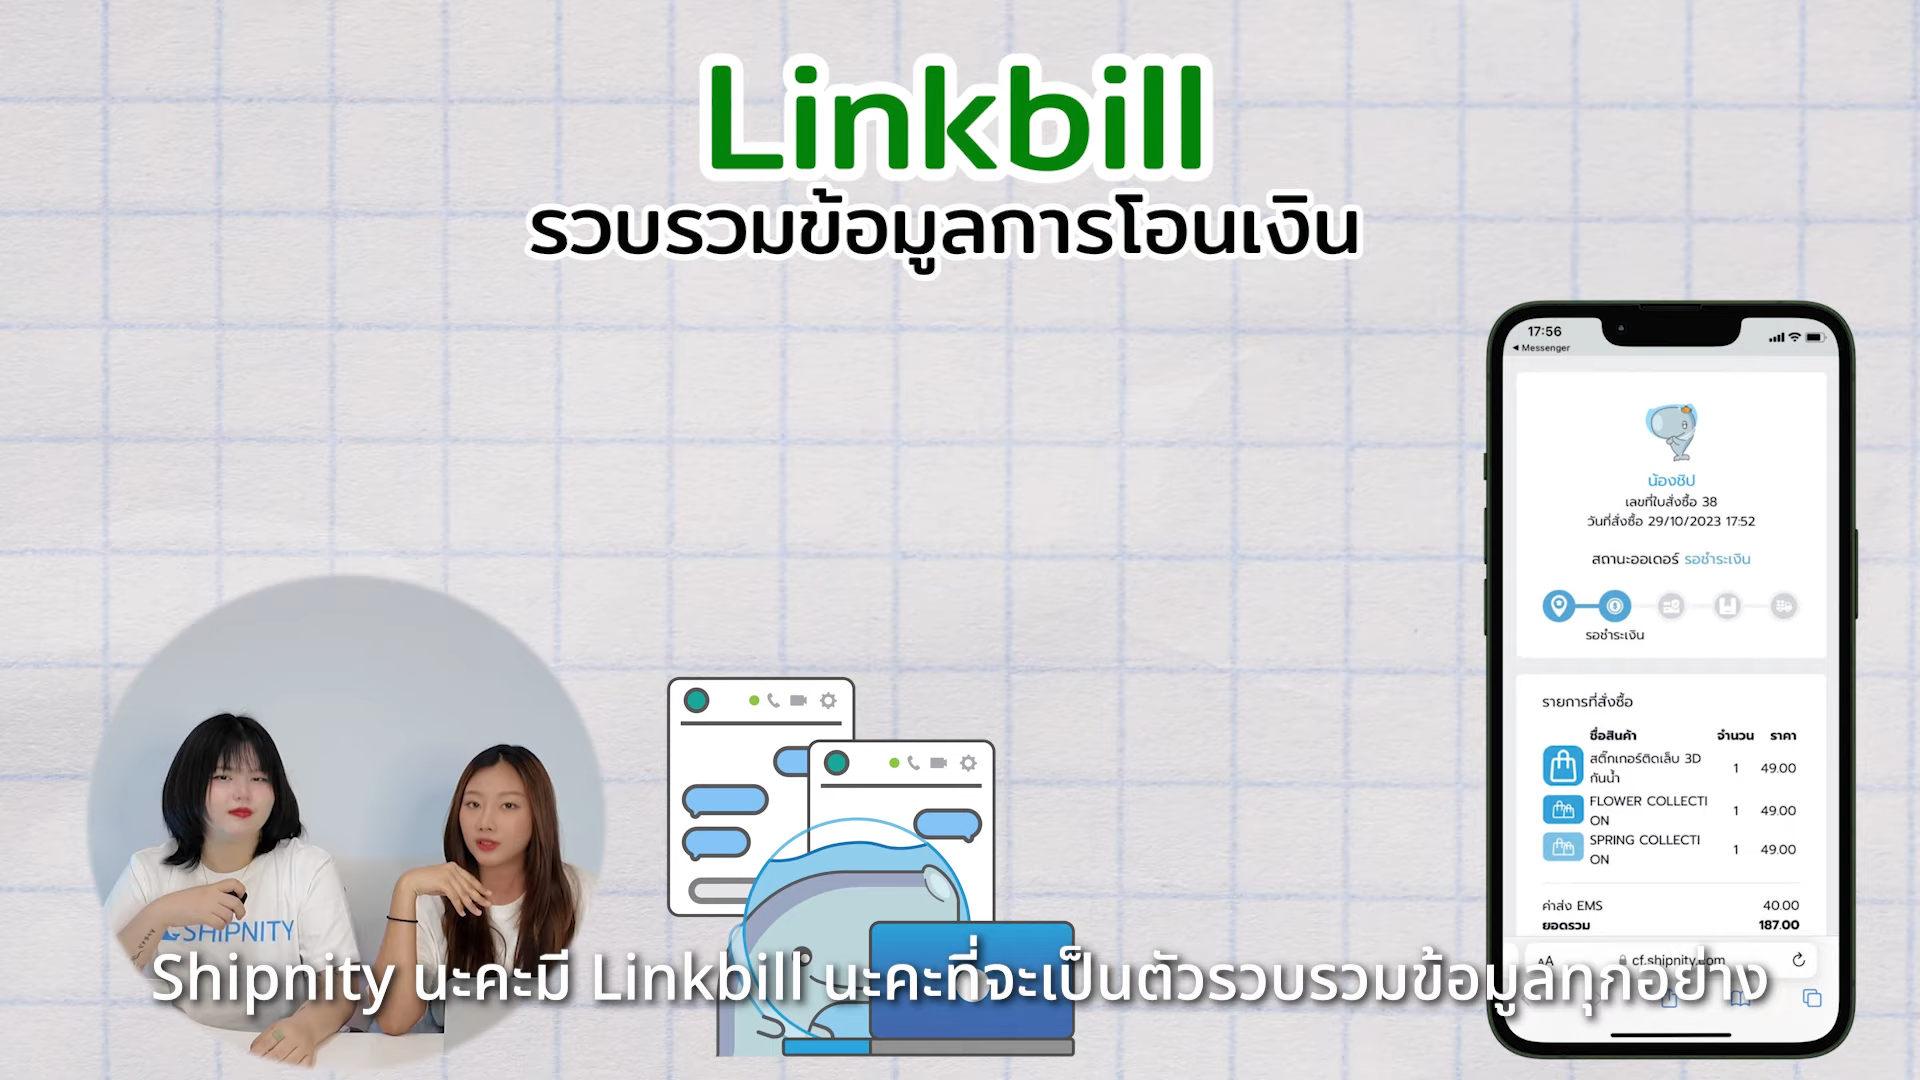 Linkbill
รวบรวมข้อมูลการโอนเงิน
17:56
Messenger
น้องชิป
เลขที่ใบสั่งซื้อ 38
วันที่สั่งซื้อ 29/10/2023 17:52
สถานะออเดอร์ รอชำระเงิน
รอชำระเงิน
รายการที่สั่งซื้อ
ชื่อสินค้า จำนวน ราคา
สติ๊กเกอร์ติดเล็บ 3D
กันน้ำ 1 49.00
FLOWER COLLECTI
ON 1 49.00
SPRING COLLECTI
ON 1 49.00
ค่าส่ง EMS 40.00
ยอดรวม 187.00
AA cf.shipnity.com
SHIPNITY
Shipnity นะคะมี Linkbill นะคะที่จะเป็นตัวรวบรวมข้อมูลทุกอย่าง